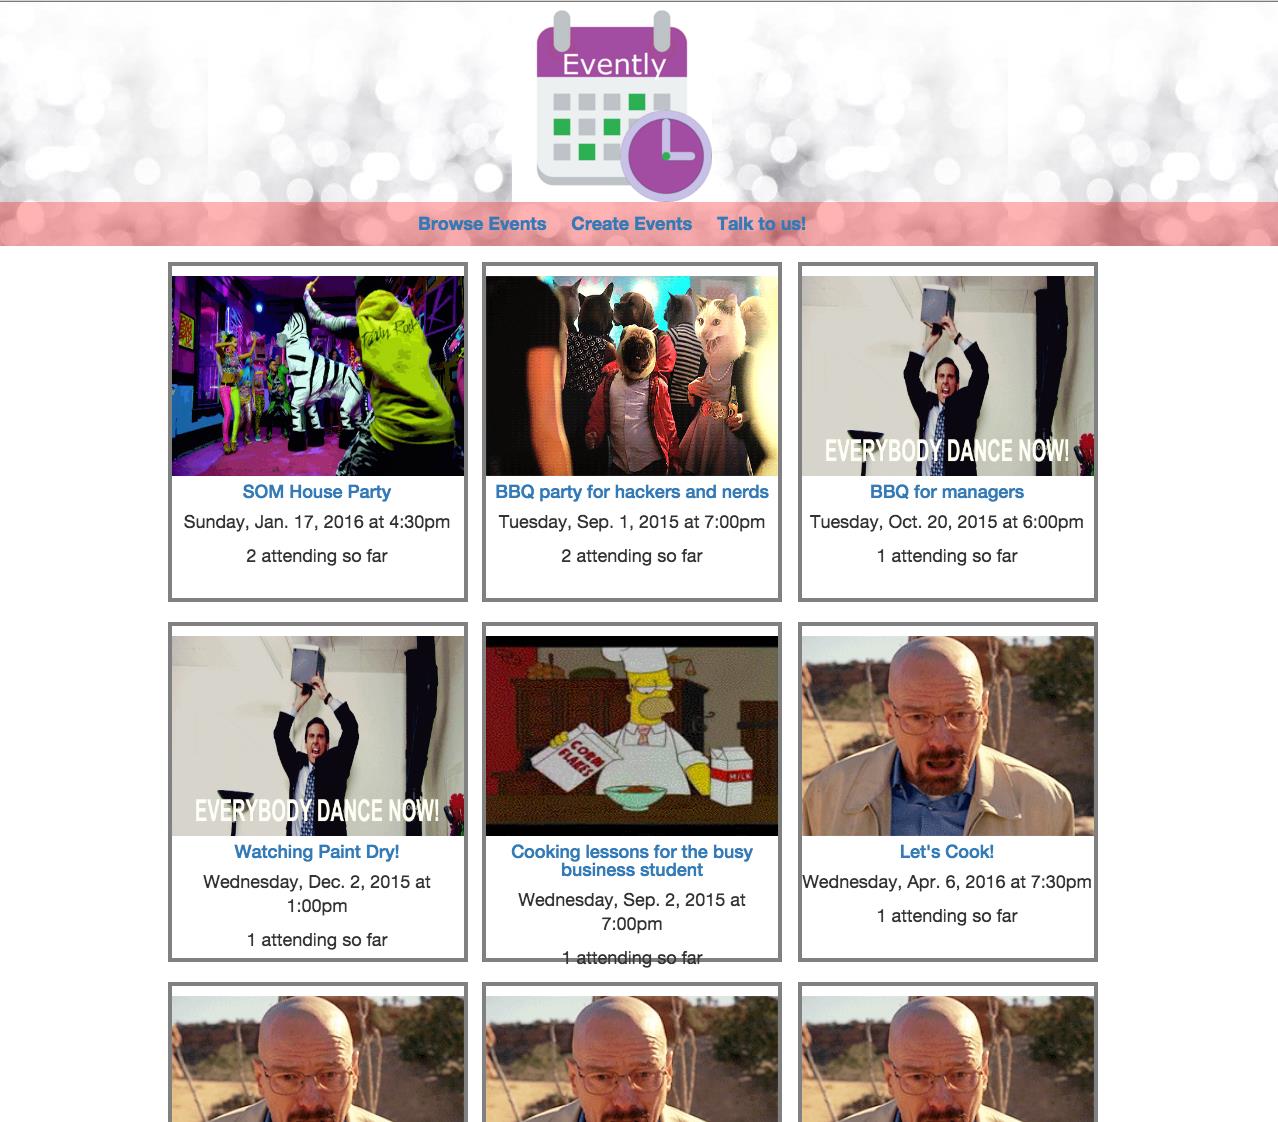 Evently
Browse Events Create Events Talk to us!
Party Rock
EVERYBODY DANCE NOW!
SOM House Party
Sunday, Jan. 17, 2016 at 4:30pm
2 attending so far
BBQ party for hackers and nerds
Tuesday, Sep. 1, 2015 at 7:00pm
2 attending so far
BBQ for managers
Tuesday, Oct. 20, 2015 at 6:00pm
1 attending so far
EVERYBODY DANCE NOW!
Watching Paint Dry!
Wednesday, Dec. 2, 2015 at
1:00pm
1 attending so far
CORN
FLAKES
MILK
Cooking lessons for the busy
business student
Wednesday, Sep. 2, 2015 at
7:00pm
1 attending so far
Let's Cook!
Wednesday, Apr. 6, 2016 at 7:30pm
1 attending so far